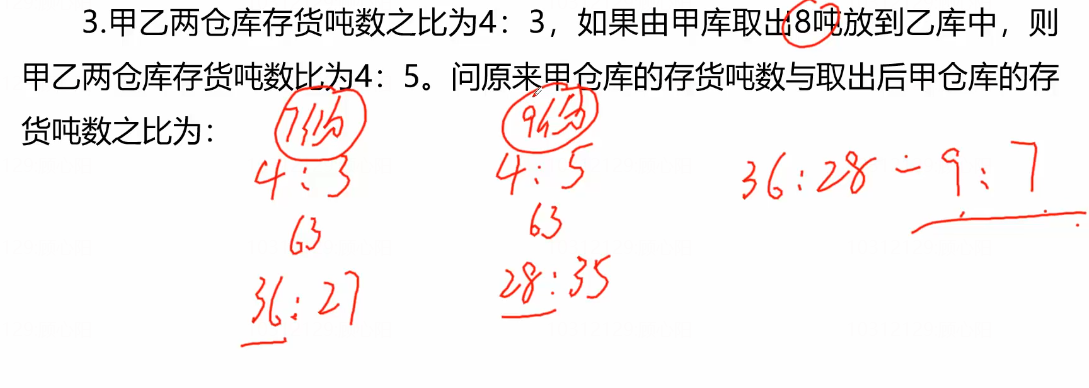 3.甲乙两仓库存货吨数之比为4：3，如果由甲库取出8吨放到乙库中，则
甲乙两仓库存货吨数比为4：5。问原来甲仓库的存货吨数与取出后甲仓库的存
货吨数之比为：
7份 9份
4:3 4:5 36:28=9:7
63 63
36:27 28:35